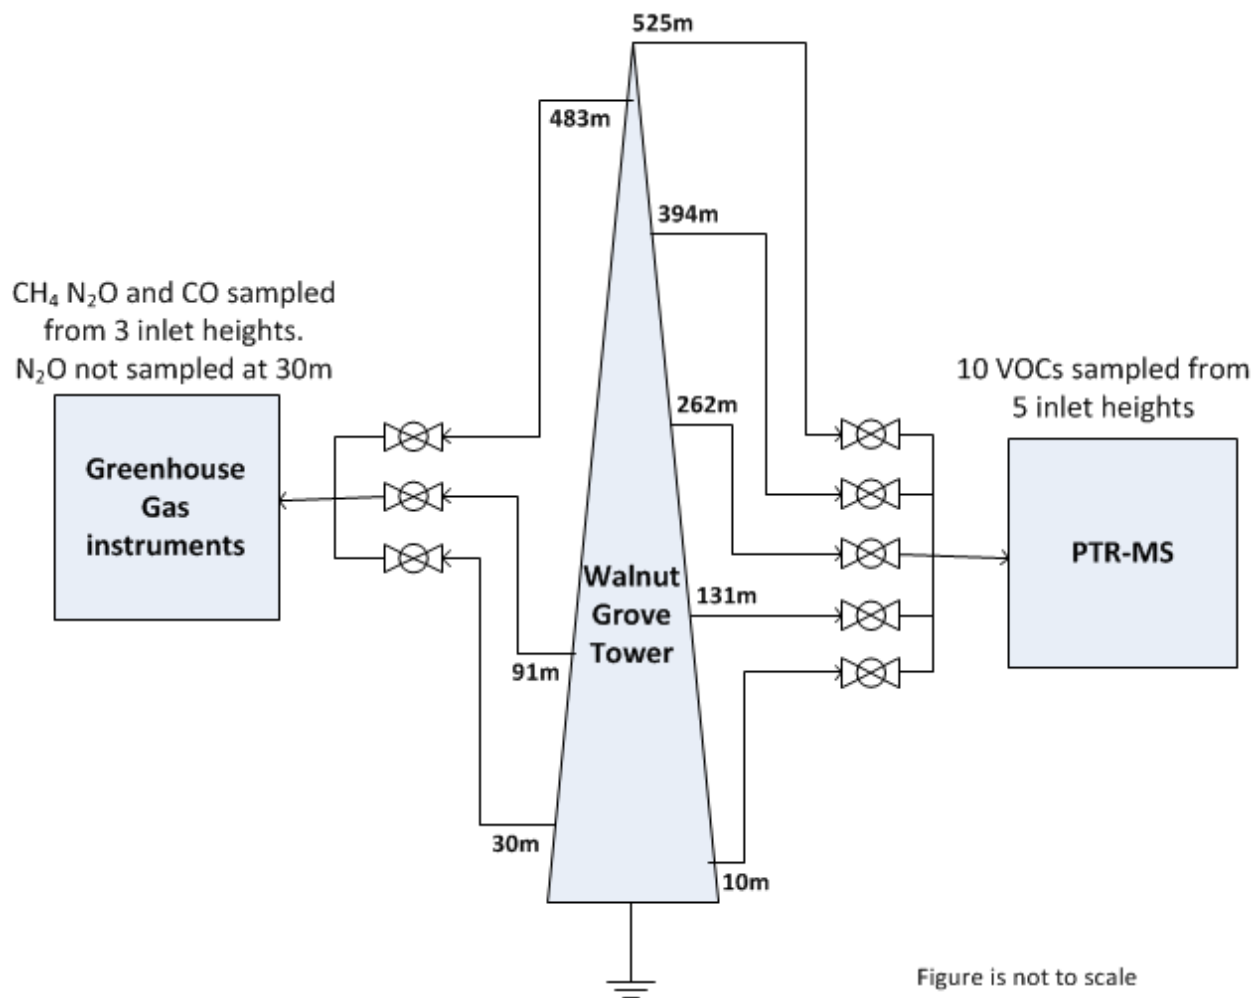 525m
483m
394m
CH₄ N₂O and CO sampled
from 3 inlet heights.
N₂O not sampled at 30m
10 VOCs sampled from
5 inlet heights
262m
Greenhouse
Gas
instruments
PTR-MS
Walnut
Grove
Tower
131m
91m
30m
10m
Figure is not to scale